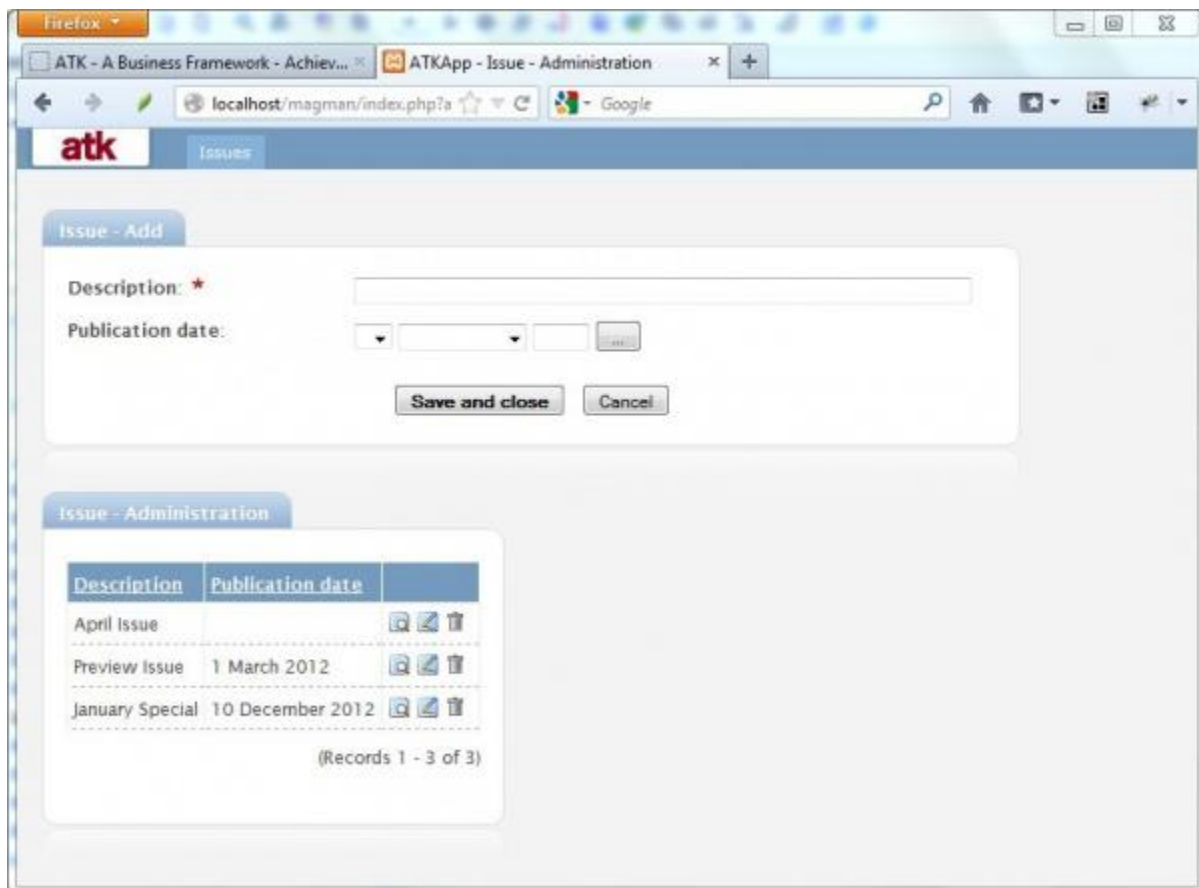 Firefox
ATK - A Business Framework - Achiev... × ATKApp - Issue - Administration × +
localhost/magman/index.php?a Google
atk Issues
Issue - Add
Description: *
Publication date:
...
Save and close Cancel
Issue - Administration
Description Publication date
April Issue
Preview Issue 1 March 2012
January Special 10 December 2012
(Records 1 - 3 of 3)